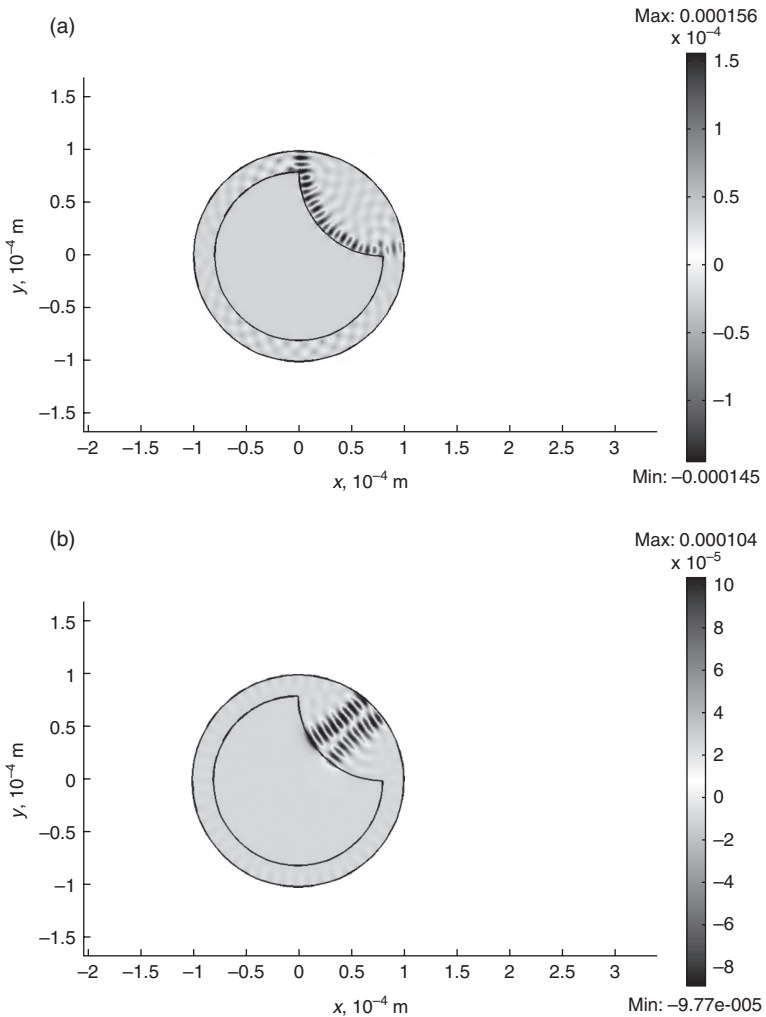 (a)
Max: 0.000156
x 10⁻⁴
1.5
1
0.5
0
–0.5
–1
Min: –0.000145
1.5
1
0.5
0
–0.5
–1
–1.5
y, 10⁻⁴ m
–2 –1.5 –1 –0.5 0 0.5 1 1.5 2 2.5 3
x, 10⁻⁴ m
(b)
Max: 0.000104
x 10⁻⁵
10
8
6
4
2
0
–2
–4
–6
–8
Min: –9.77e-005
1.5
1
0.5
0
–0.5
–1
–1.5
y, 10⁻⁴ m
–2 –1.5 –1 –0.5 0 0.5 1 1.5 2 2.5 3
x, 10⁻⁴ m